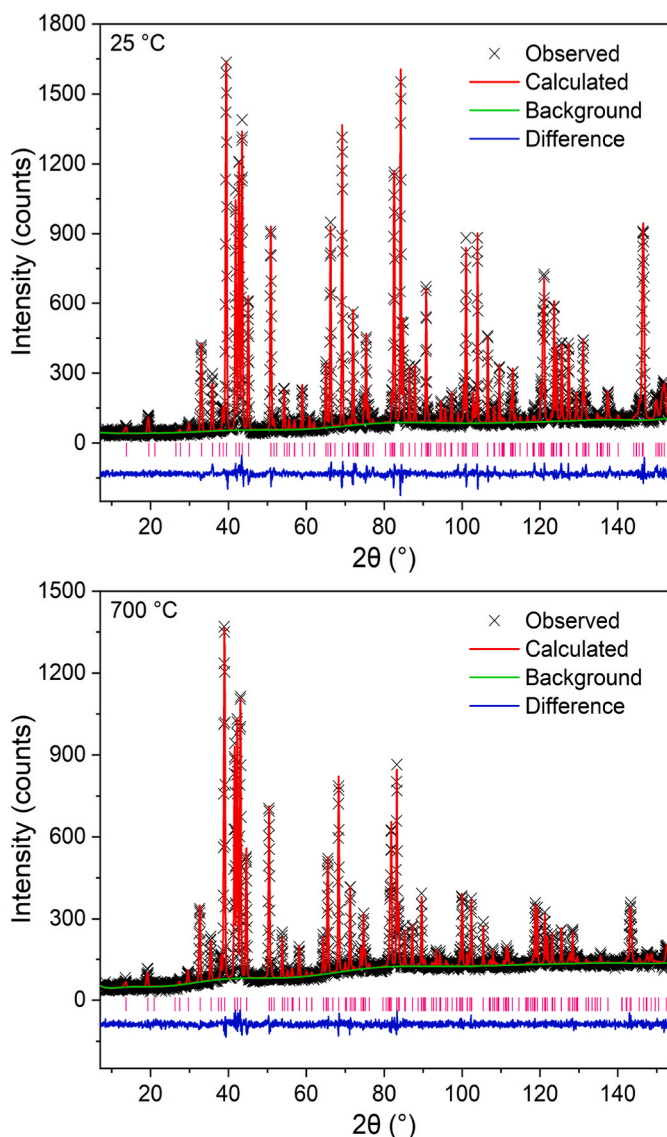 1800
25 °C
Observed
Calculated
Background
Difference
1500
1200
900
600
300
0
Intensity (counts)
20 40 60 80 100 120 140
2θ (°)
1500
700 °C
Observed
Calculated
Background
Difference
1200
900
600
300
0
Intensity (counts)
20 40 60 80 100 120 140
2θ (°)